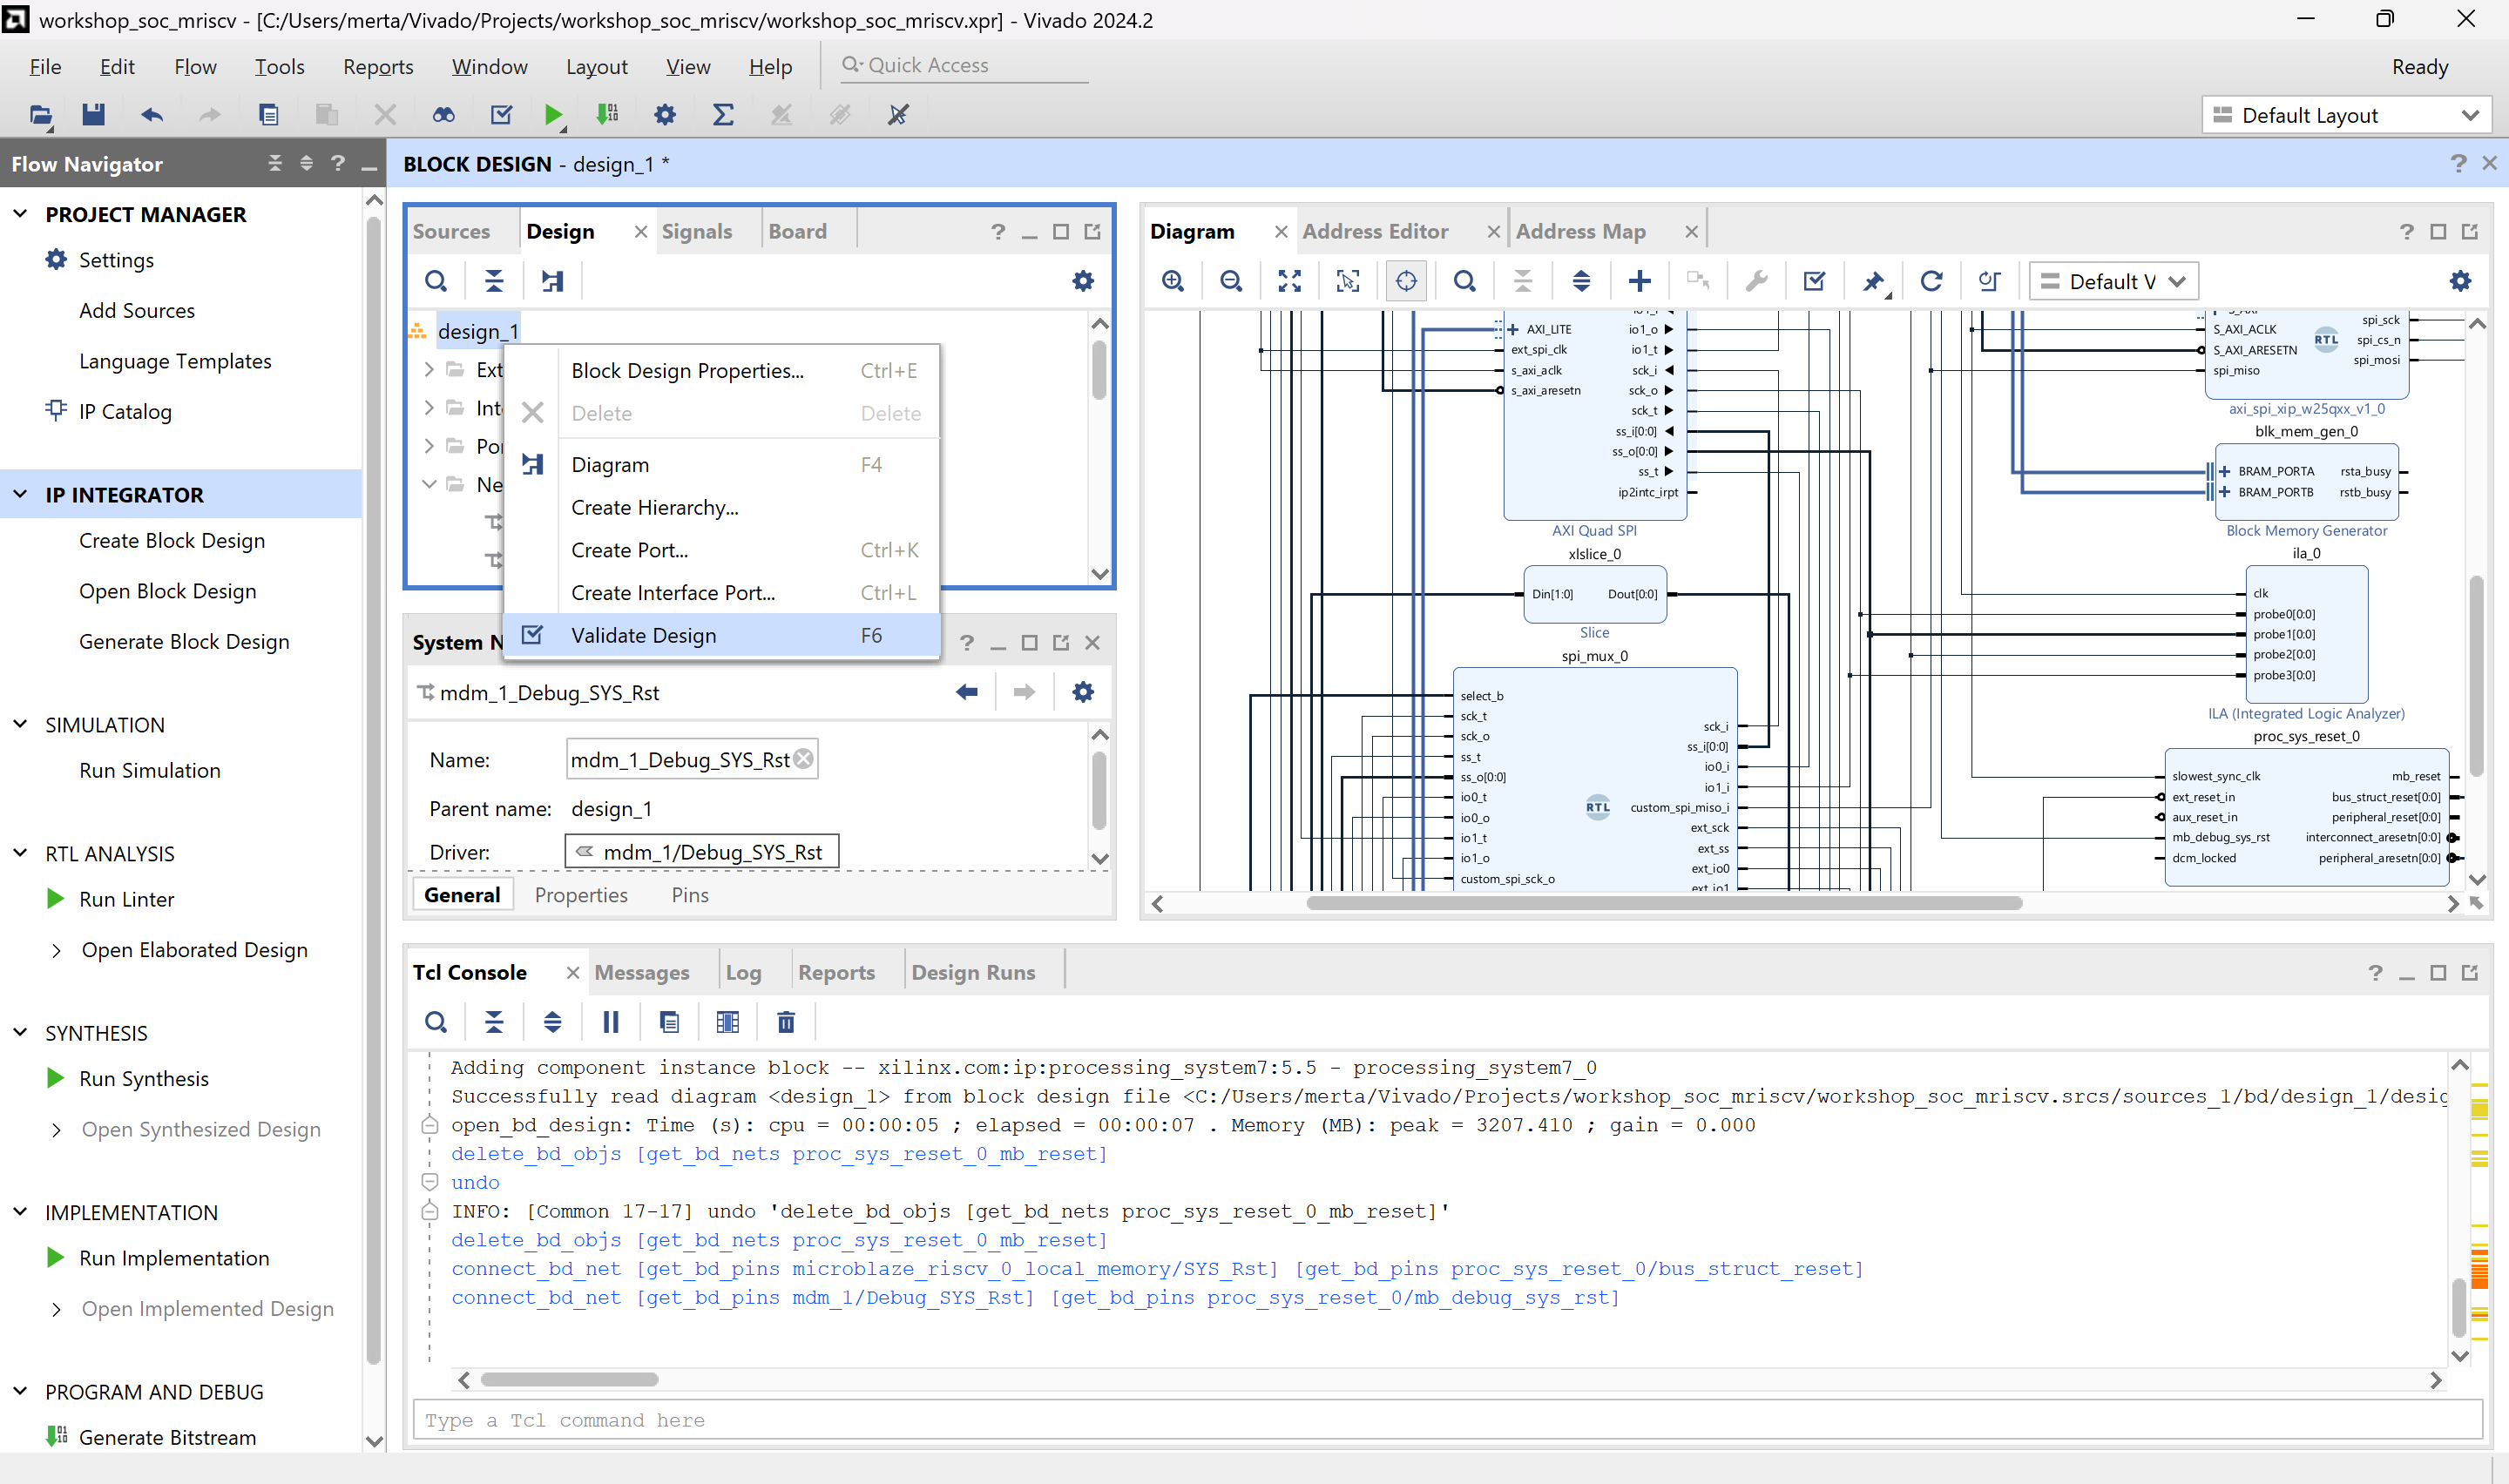 workshop_soc_mriscv - [C:/Users/merta/Vivado/Projects/workshop_soc_mriscv/workshop_soc_mriscv.xpr] - Vivado 2024.2
File Edit Flow Tools Reports Window Layout View Help Quick Access Ready
Default Layout
Flow Navigator
PROJECT MANAGER
Settings
Add Sources
Language Templates
IP Catalog
IP INTEGRATOR
Create Block Design
Open Block Design
Generate Block Design
SIMULATION
Run Simulation
RTL ANALYSIS
Run Linter
Open Elaborated Design
SYNTHESIS
Run Synthesis
Open Synthesized Design
IMPLEMENTATION
Run Implementation
Open Implemented Design
PROGRAM AND DEBUG
Generate Bitstream
BLOCK DESIGN - design_1 *
Sources Design Signals Board
design_1
Ext
Int
Por
Ne
Block Design Properties... Ctrl+E
Delete Delete
Diagram F4
Create Hierarchy...
Create Port... Ctrl+K
Create Interface Port... Ctrl+L
Validate Design F6
System N
mdm_1_Debug_SYS_Rst
Name: mdm_1_Debug_SYS_Rst
Parent name: design_1
Driver: mdm_1/Debug_SYS_Rst
General Properties Pins
Diagram Address Editor Address Map
Default V
AXI_LITE io1_o
ext_spi_clk io1_t
s_axi_aclk sck_i
s_axi_aresetn sck_o
sck_t
ss_i[0:0]
ss_o[0:0]
ss_t
ip2intc_irpt
AXI Quad SPI
xlslice_0
Din[1:0] Dout[0:0]
Slice
spi_mux_0
select_b
sck_t
sck_o
ss_t
ss_o[0:0]
io0_t
io0_o
io1_t
io1_o
custom_spi_sck_o
sck_i
ss_i[0:0]
io0_i
io1_i
custom_spi_miso_i
ext_sck
ext_ss
ext_io0
ext_io1
RTL
S_AXI_ACLK spi_sck
S_AXI_ARESETN spi_cs_n
spi_miso spi_mosi
RTL
axi_spi_xip_w25qxx_v1_0
blk_mem_gen_0
BRAM_PORTA rsta_busy
BRAM_PORTB rstb_busy
Block Memory Generator
ila_0
clk
probe0[0:0]
probe1[0:0]
probe2[0:0]
probe3[0:0]
ILA (Integrated Logic Analyzer)
proc_sys_reset_0
slowest_sync_clk mb_reset
ext_reset_in bus_struct_reset[0:0]
aux_reset_in peripheral_reset[0:0]
mb_debug_sys_rst interconnect_aresetn[0:0]
dcm_locked peripheral_aresetn[0:0]
Tcl Console Messages Log Reports Design Runs
Adding component instance block -- xilinx.com:ip:processing_system7:5.5 - processing_system7_0
Successfully read diagram <design_1> from block design file <C:/Users/merta/Vivado/Projects/workshop_soc_mriscv/workshop_soc_mriscv.srcs/sources_1/bd/design_1/desig
open_bd_design: Time (s): cpu = 00:00:05 ; elapsed = 00:00:07 . Memory (MB): peak = 3207.410 ; gain = 0.000
delete_bd_objs [get_bd_nets proc_sys_reset_0_mb_reset]
undo
INFO: [Common 17-17] undo 'delete_bd_objs [get_bd_nets proc_sys_reset_0_mb_reset]'
delete_bd_objs [get_bd_nets proc_sys_reset_0_mb_reset]
connect_bd_net [get_bd_pins microblaze_riscv_0_local_memory/SYS_Rst] [get_bd_pins proc_sys_reset_0/bus_struct_reset]
connect_bd_net [get_bd_pins mdm_1/Debug_SYS_Rst] [get_bd_pins proc_sys_reset_0/mb_debug_sys_rst]
Type a Tcl command here